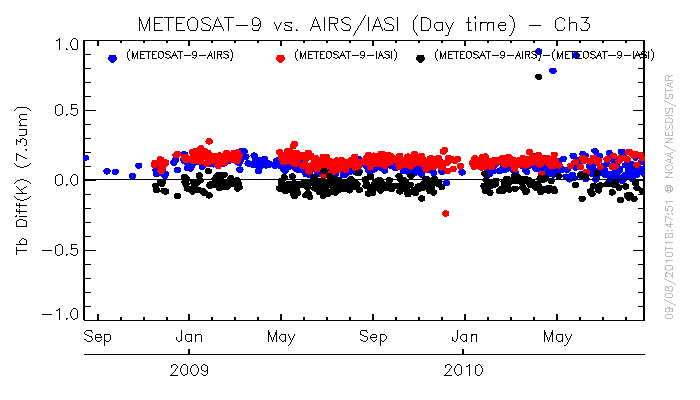 METEOSAT-9 vs. AIRS/IASI (Day time) - Ch3
(METEOSAT-9-AIRS) (METEOSAT-9-IASI) (METEOSAT-9-AIRS)-(METEOSAT-9-IASI)
Tb Diff(K) (7.3um)
1.0
0.5
0.0
-0.5
-1.0
Sep Jan May Sep Jan May
2009 2010
09/08/2010T18:47:51 @ NOAA/NESDIS/STAR